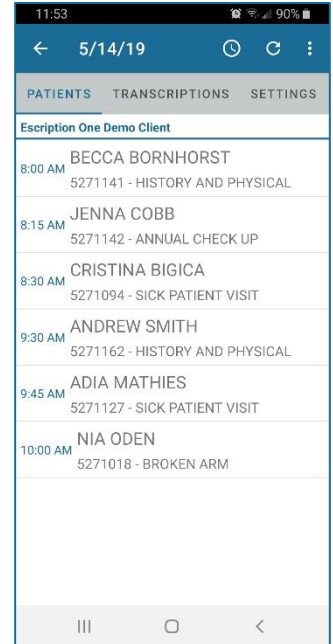 11:53 90%
5/14/19
PATIENTS TRANSCRIPTIONS SETTINGS
Escription One Demo Client
8:00 AM BECCA BORNHORST
5271141 - HISTORY AND PHYSICAL
8:15 AM JENNA COBB
5271142 - ANNUAL CHECK UP
8:30 AM CRISTINA BIGICA
5271094 - SICK PATIENT VISIT
9:30 AM ANDREW SMITH
5271162 - HISTORY AND PHYSICAL
9:45 AM ADIA MATHIES
5271127 - SICK PATIENT VISIT
10:00 AM NIA ODEN
5271018 - BROKEN ARM